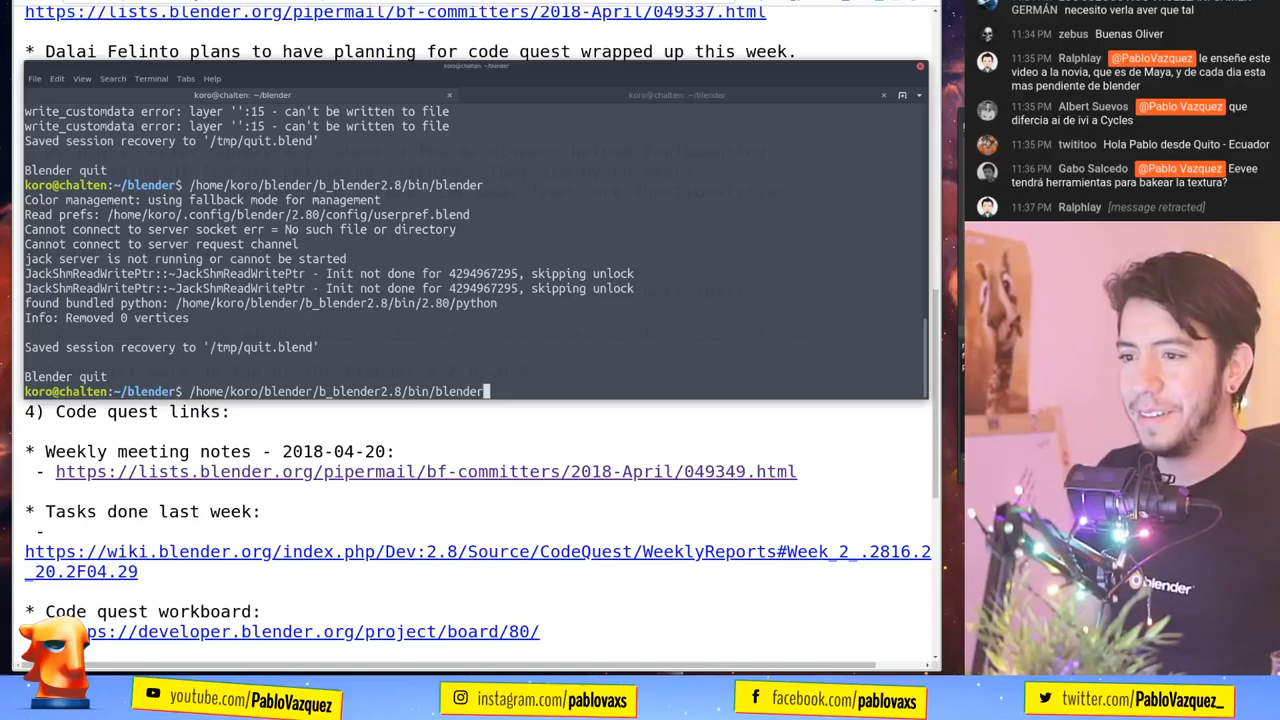 https://lists.blender.org/pipermail/bf-committers/2018-April/049337.html
* Dalai Felinto plans to have planning for code quest wrapped up this week.
koro@chalten: ~/blender
File Edit View Search Terminal Tabs Help
koro@chalten: ~/blender
koro@chalten: ~/blender
write_customdata error: layer '':15 - can't be written to file
write_customdata error: layer '':15 - can't be written to file
Saved session recovery to '/tmp/quit.blend'
Blender quit
koro@chalten:~/blender$ /home/koro/blender/b_blender2.8/bin/blender
Color management: using fallback mode for management
Read prefs: /home/koro/.config/blender/2.80/config/userpref.blend
Cannot connect to server socket err = No such file or directory
Cannot connect to server request channel
jack server is not running or cannot be started
JackShmReadWritePtr::~JackShmReadWritePtr - Init not done for 4294967295, skipping unlock
JackShmReadWritePtr::~JackShmReadWritePtr - Init not done for 4294967295, skipping unlock
found bundled python: /home/koro/blender/b_blender2.8/bin/2.80/python
Info: Removed 0 vertices
Saved session recovery to '/tmp/quit.blend'
Blender quit
koro@chalten:~/blender$ /home/koro/blender/b_blender2.8/bin/blender
4) Code quest links:
* Weekly meeting notes - 2018-04-20:
- https://lists.blender.org/pipermail/bf-committers/2018-April/049349.html
* Tasks done last week:
-
https://wiki.blender.org/index.php/Dev:2.8/Source/CodeQuest/WeeklyReports#Week_2_.2816.2
_20.2F04.29
* Code quest workboard:
ps://developer.blender.org/project/board/80/
GERMÁN necesito verla aver que tal
11:34 PM zebus Buenas Oliver
11:35 PM Ralphlay @PabloVazquez le enseñe este
video a la novia, que es de Maya, y de cada dia esta
mas pendiente de blender
11:35 PM Albert Suevos @Pablo Vazquez que
difercia ai de ivi a Cycles
11:35 PM twititoo Hola Pablo desde Quito - Ecuador
11:36 PM Gabo Salcedo @Pablo Vazquez Eevee
tendrá herramientas para bakear la textura?
11:37 PM Ralphlay [message retracted]
blender
youtube.com/PabloVazquez
instagram.com/pablovaxs
facebook.com/pablovaxs
twitter.com/PabloVazquez_